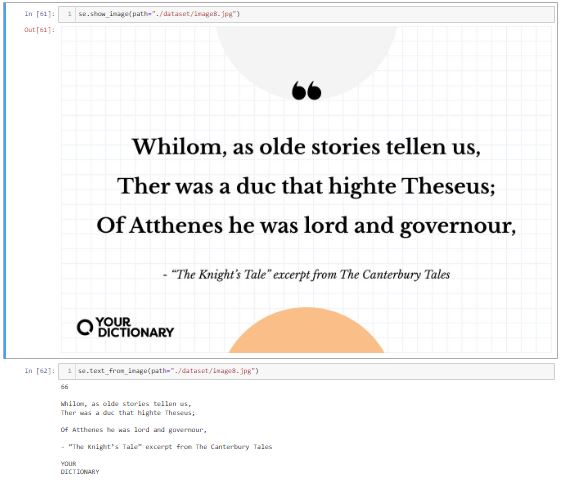 In [61]: 1 se.show_image(path="./dataset/image8.jpg")
Out[61]:
❝
Whilom, as olde stories tellen us,
Ther was a duc that highte Theseus;
Of Atthenes he was lord and governour,
- “The Knight’s Tale” excerpt from The Canterbury Tales
YOUR
DICTIONARY
In [62]: 1 se.text_from_image(path="./dataset/image8.jpg")
66
Whilom, as olde stories tellen us,
Ther was a duc that highte Theseus;
Of Atthenes he was lord and governour,
- “The Knight’s Tale” excerpt from The Canterbury Tales
YOUR
DICTIONARY